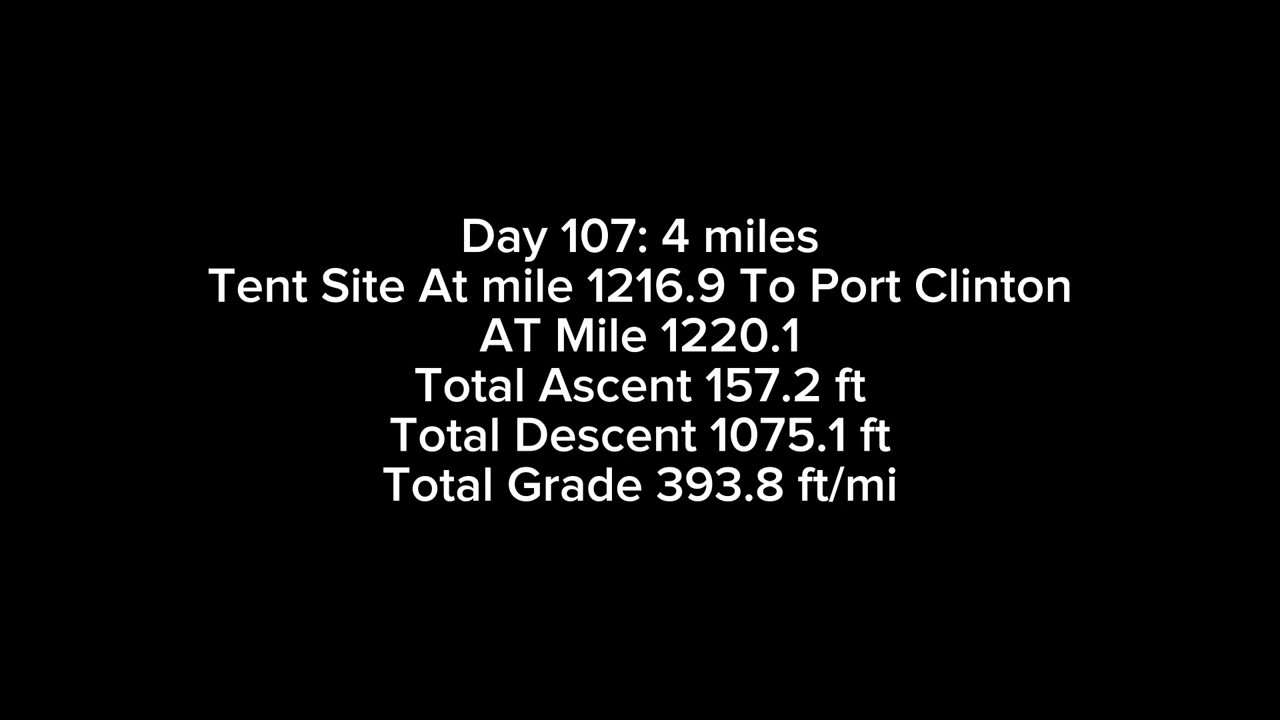 Day 107: 4 miles
Tent Site At mile 1216.9 To Port Clinton
AT Mile 1220.1
Total Ascent 157.2 ft
Total Descent 1075.1 ft
Total Grade 393.8 ft/mi